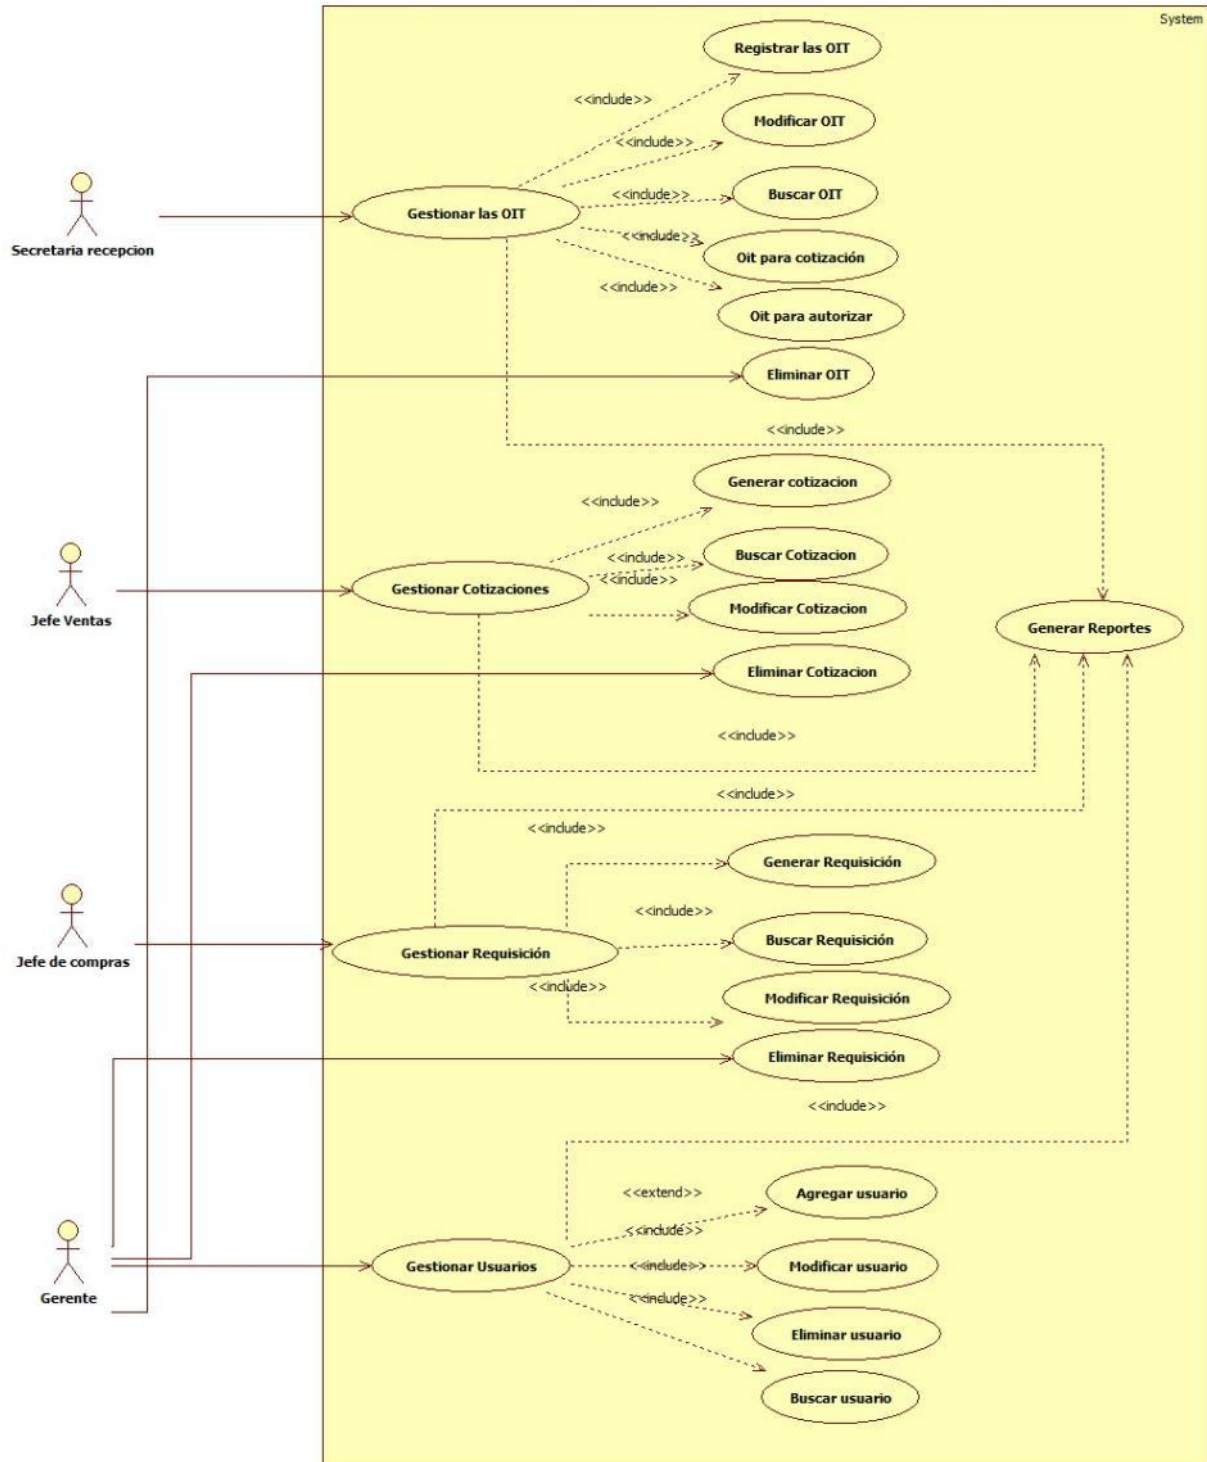 System
Registrar las OIT
<<include>>
Modificar OIT
<<include>>
Buscar OIT
<<include>>
Secretaria recepcion
Gestionar las OIT
<<include>>
Oit para cotización
<<include>>
Oit para autorizar
Eliminar OIT
<<include>>
Generar cotizacion
<<include>>
Buscar Cotizacion
<<include>>
<<include>>
Jefe Ventas
Gestionar Cotizaciones
Modificar Cotizacion
Generar Reportes
Eliminar Cotizacion
<<include>>
<<include>>
<<include>>
Generar Requisición
<<include>>
Buscar Requisición
Jefe de compras
Gestionar Requisición
<<include>>
Modificar Requisición
Eliminar Requisición
<<include>>
<<extend>>
Agregar usuario
<<include>>
Gerente
Gestionar Usuarios
<<include>>
Modificar usuario
<<include>>
Eliminar usuario
Buscar usuario